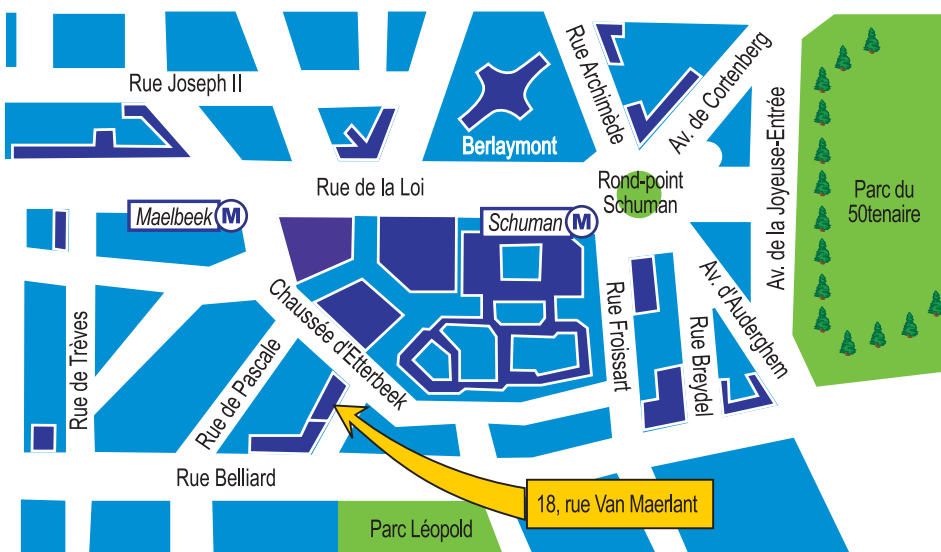 Rue Joseph II
Berlaymont
Rue Archimède
Av. de Cortenberg
Av. de la Joyeuse-Entrée
Rue de la Loi
Rond-point
Schuman
Parc du
50tenaire
Maelbeek M
Schuman M
Chaussée d'Etterbeek
Rue Froissart
Rue Breydel
Av. d'Auderghem
Rue de Trèves
Rue de Pascale
Rue Belliard
18, rue Van Maerlant
Parc Léopold